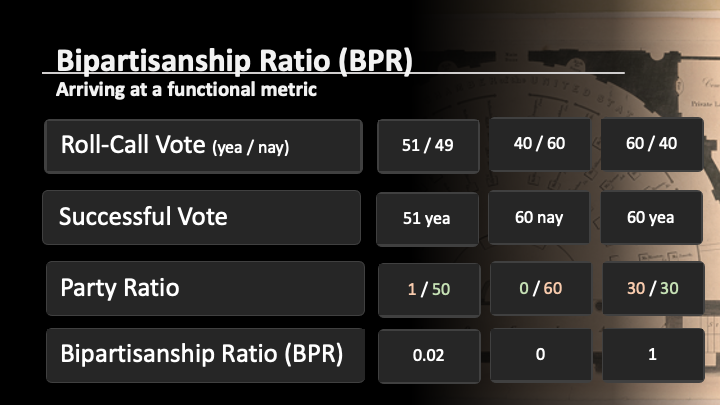 Bipartisanship Ratio (BPR)
Arriving at a functional metric
Roll-Call Vote (yea / nay)
51 / 49
40 / 60
60 / 40
Successful Vote
51 yea
60 nay
60 yea
Party Ratio
1 / 50
0 / 60
30 / 30
Bipartisanship Ratio (BPR)
0.02
0
1